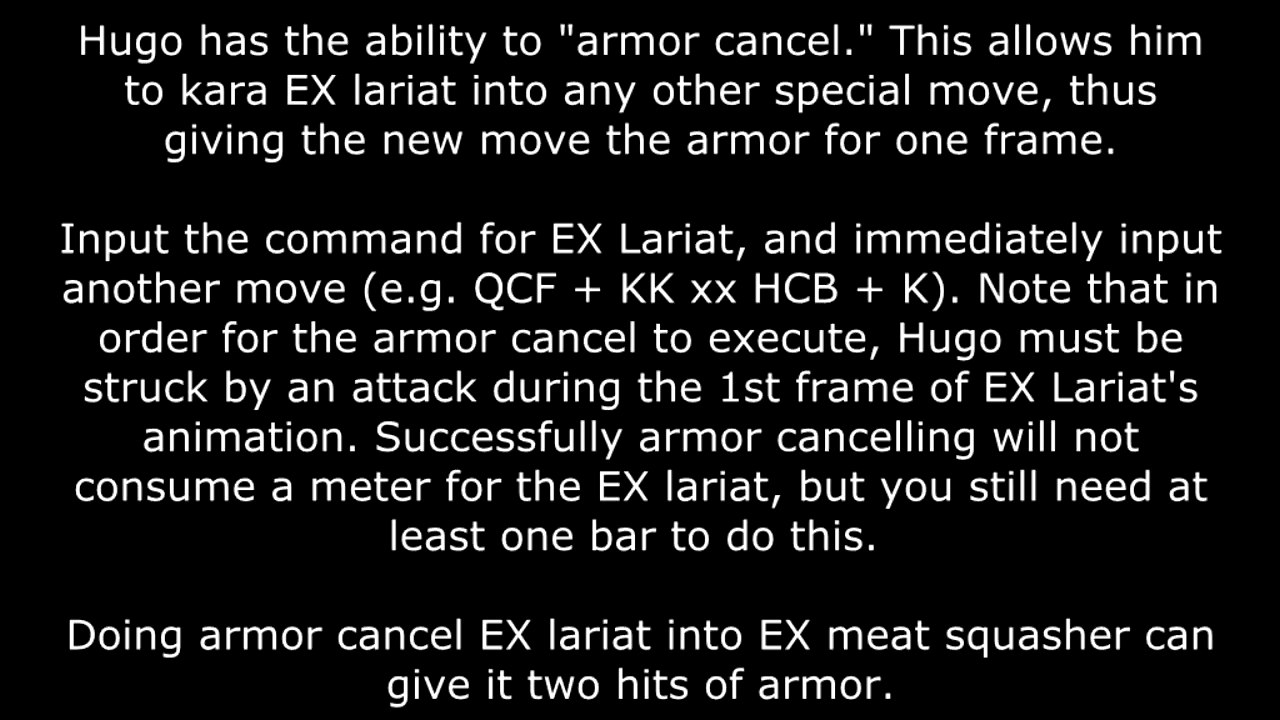 Hugo has the ability to "armor cancel." This allows him
to kara EX lariat into any other special move, thus
giving the new move the armor for one frame.
Input the command for EX Lariat, and immediately input
another move (e.g. QCF + KK xx HCB + K). Note that in
order for the armor cancel to execute, Hugo must be
struck by an attack during the 1st frame of EX Lariat's
animation. Successfully armor cancelling will not
consume a meter for the EX lariat, but you still need at
least one bar to do this.
Doing armor cancel EX lariat into EX meat squasher can
give it two hits of armor.